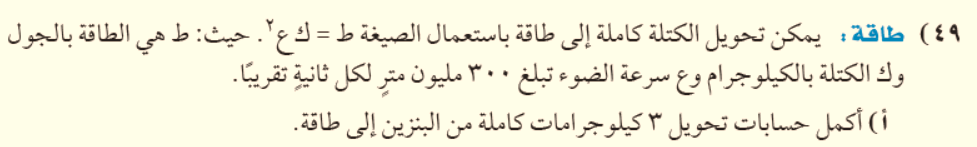 ٤٩) طاقة: يمكن تحويل الكتلة كاملة إلى طاقة باستعمال الصيغة ط = ك ع². حيث: ط هي الطاقة بالجول
وك الكتلة بالكيلوجرام وع سرعة الضوء تبلغ ٣٠٠ مليون مترٍ لكل ثانيةٍ تقريبًا.
أ) أكمل حسابات تحويل ٣ كيلوجرامات كاملة من البنزين إلى طاقة.